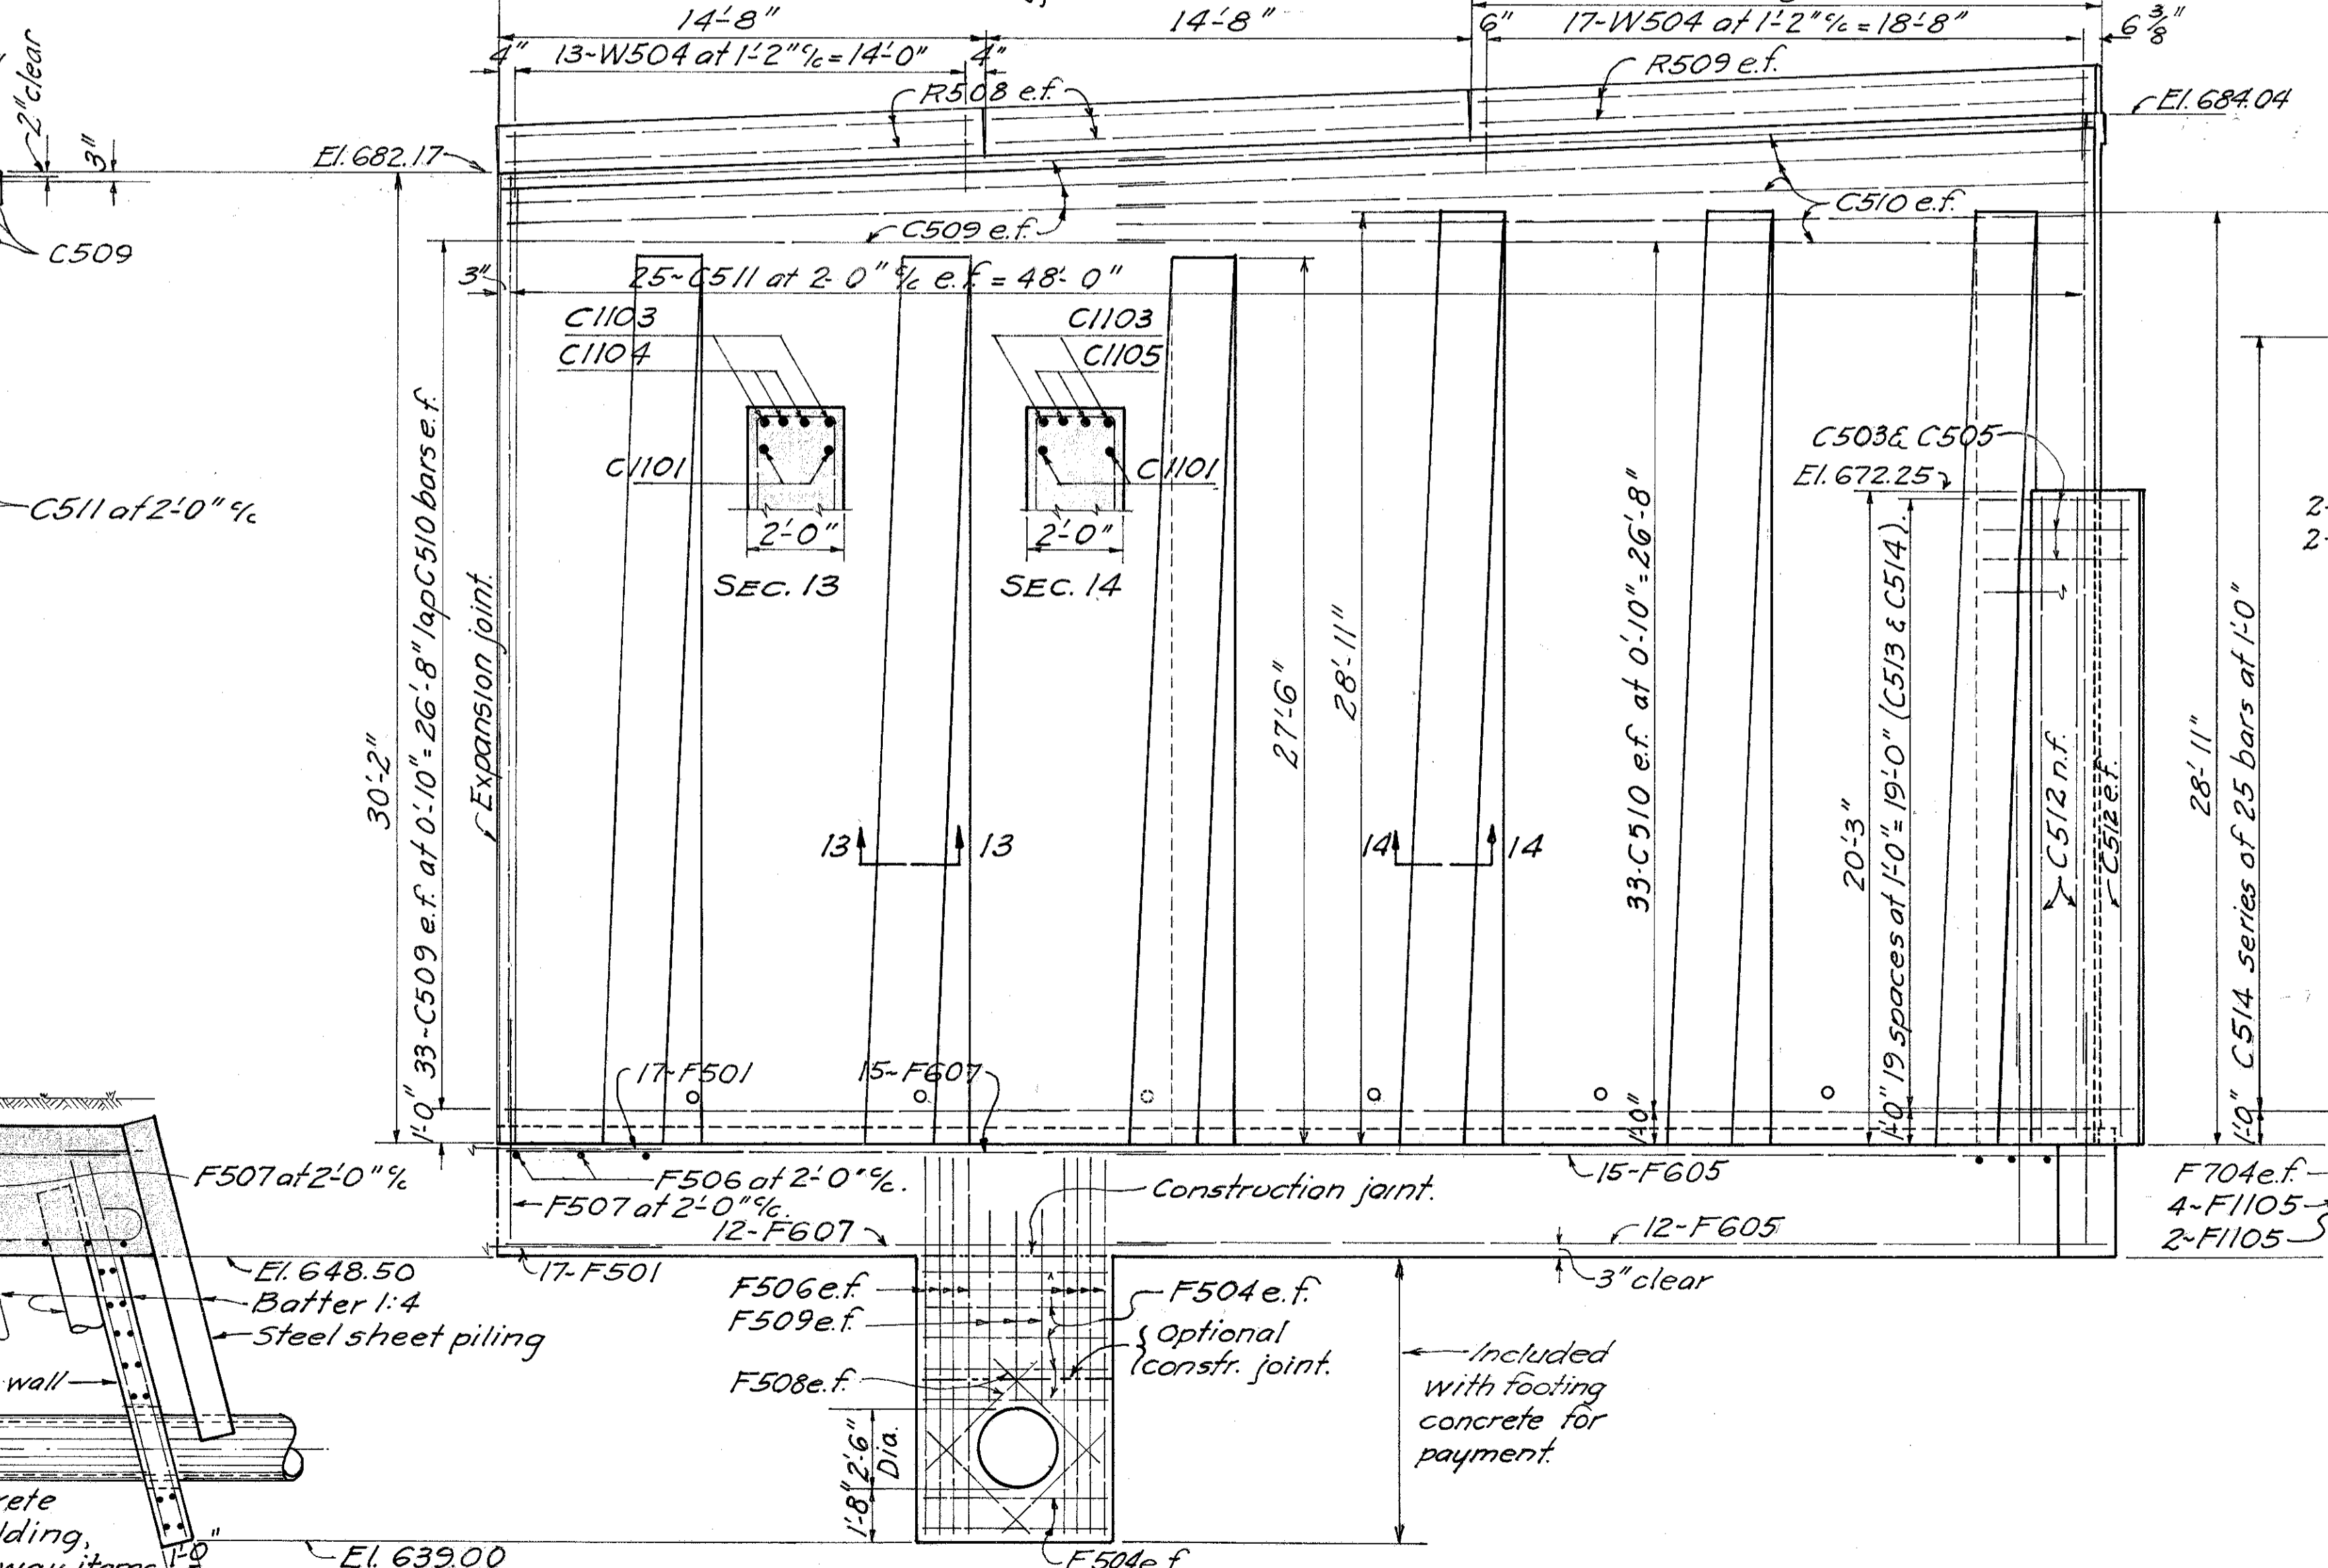 14'-8"
14'-8"
6"
17-W504 at 1'-2" c/c = 18'-8"
6 3/8"
4"
13~W504 at 1'-2" c/c = 14'-0"
4"
R508 e.f.
R509 e.f.
El. 684.04
2" clear
3"
El. 682.17
C509
C509 e.f.
C510 e.f.
3"
25~C511 at 2'-0" c/c e.f. = 48'-0"
C1103
C1104
C1101
2'-0"
SEC. 13
C1103
C1105
C1101
2'-0"
SEC. 14
C503 & C505
El. 672.25
C511 at 2'-0" c/c
2-
2-
30'-2"
1'-0" 33~C509 e.f. at 0'-10" = 26'-8" lap C510 bars e.f.
Expansion joint.
27'-6"
28'-11"
33-C510 e.f. at 0'-10" = 26'-8"
1'-0"
20'-3"
1'-0" 19 spaces at 1'-0" = 19'-0" (C513 & C514).
C512 n.f.
C512 e.f.
28'-11"
1'-0" C514 series of 25 bars at 1'-0"
13
13
14
14
17-F501
15~F607
F507 at 2'-0" c/c
F506 at 2'-0" c/c.
F507 at 2'-0" c/c.
Construction joint.
15-F605
F704 e.f.
4~F1105
2~F1105
12-F607
12-F605
17-F501
3" clear
El. 648.50
Batter 1:4
Steel sheet piling
wall
F506 e.f.
F509 e.f.
F508 e.f.
F504 e.f.
Optional
constr. joint.
Included
with footing
concrete for
payment.
2'-6"
Dia.
1'-8"
1'-0"
El. 639.00
F504 e.f.